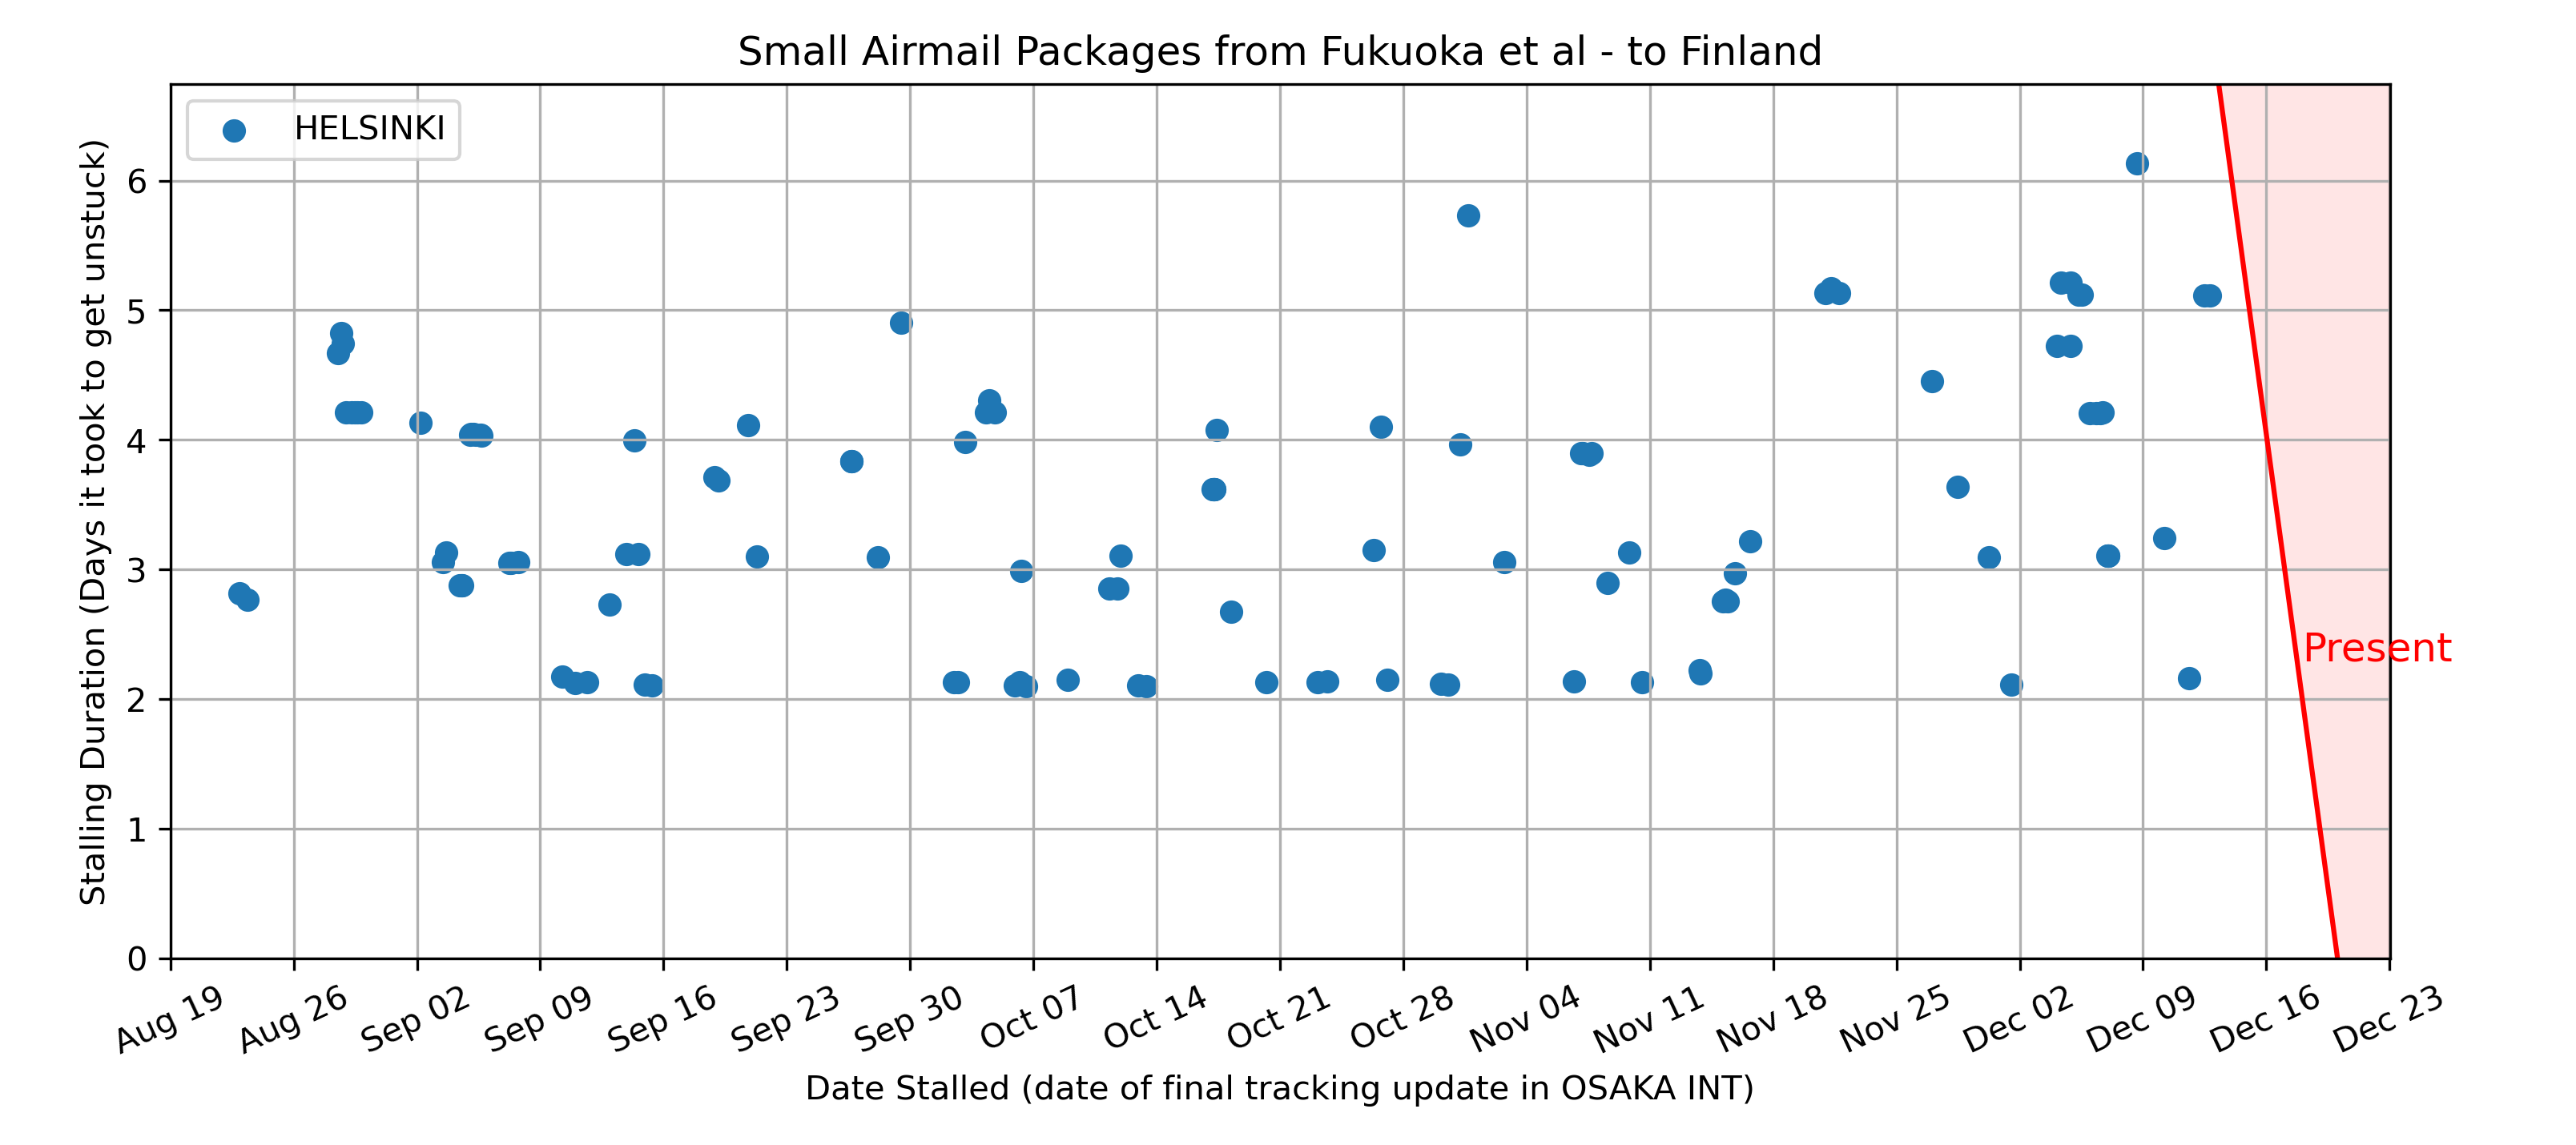 Small Airmail Packages from Fukuoka et al - to Finland
HELSINKI
Stalling Duration (Days it took to get unstuck)
6
5
4
3
2
1
0
Present
Aug 19
Aug 26
Sep 02
Sep 09
Sep 16
Sep 23
Sep 30
Oct 07
Oct 14
Oct 21
Oct 28
Nov 04
Nov 11
Nov 18
Nov 25
Dec 02
Dec 09
Dec 16
Dec 23
Date Stalled (date of final tracking update in OSAKA INT)